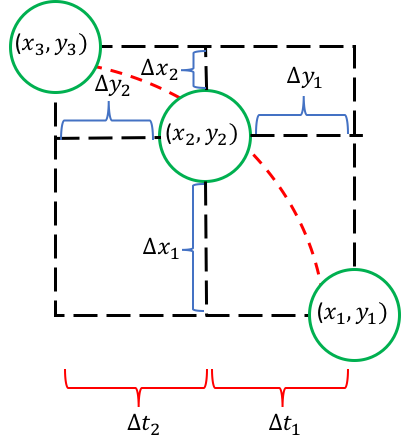 (x₃, y₃)
Δx₂
Δy₂
Δy₁
(x₂, y₂)
Δx₁
(x₁, y₁)
Δt₂
Δt₁